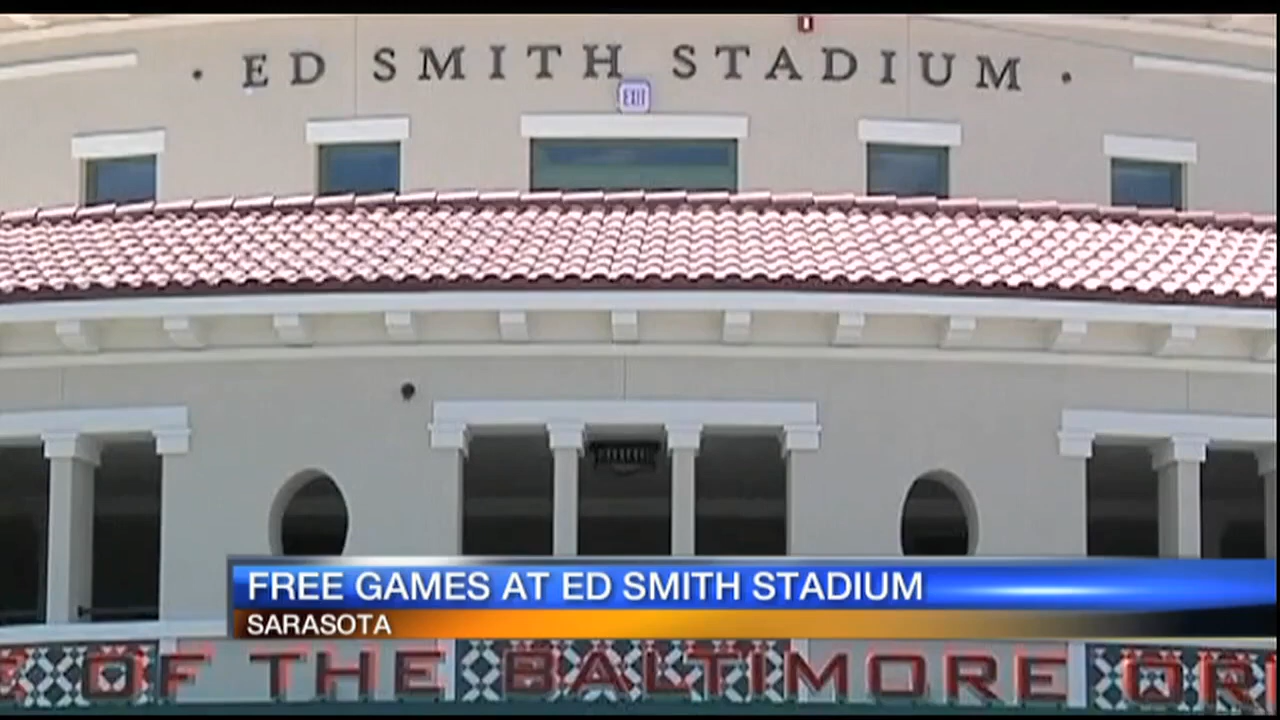 • ED SMITH STADIUM •
EXIT
FREE GAMES AT ED SMITH STADIUM
SARASOTA
OF THE BALTIMORE